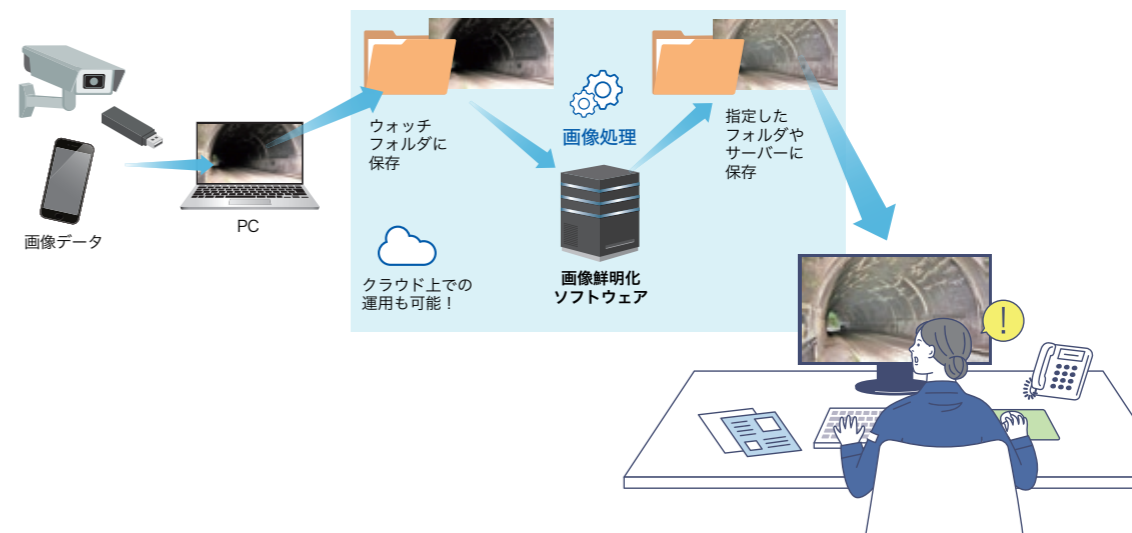 画像データ
PC
ウォッチ
フォルダに
保存
画像処理
指定した
フォルダや
サーバーに
保存
クラウド上での
運用も可能！
画像鮮明化
ソフトウェア
!